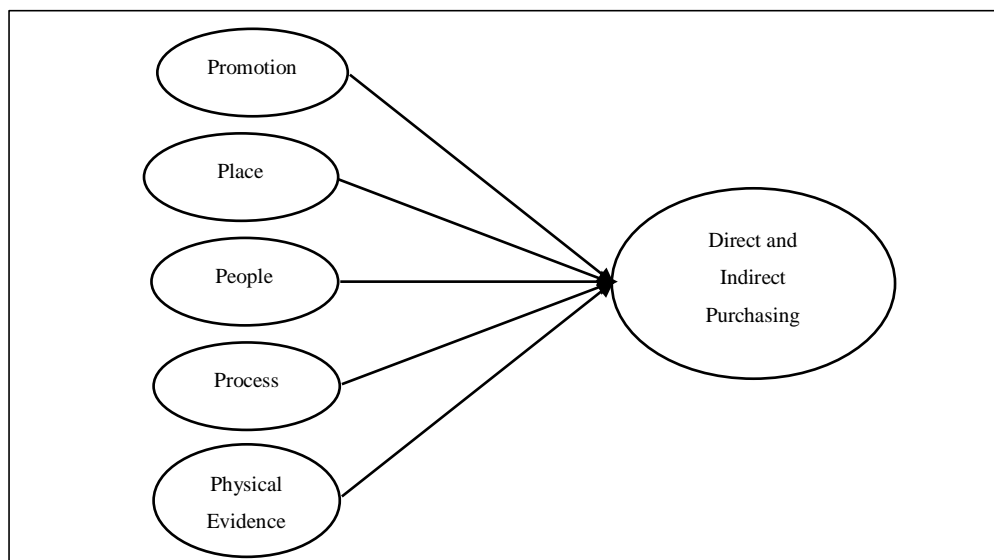 Promotion
Place
People
Process
Physical
Evidence
Direct and
Indirect
Purchasing